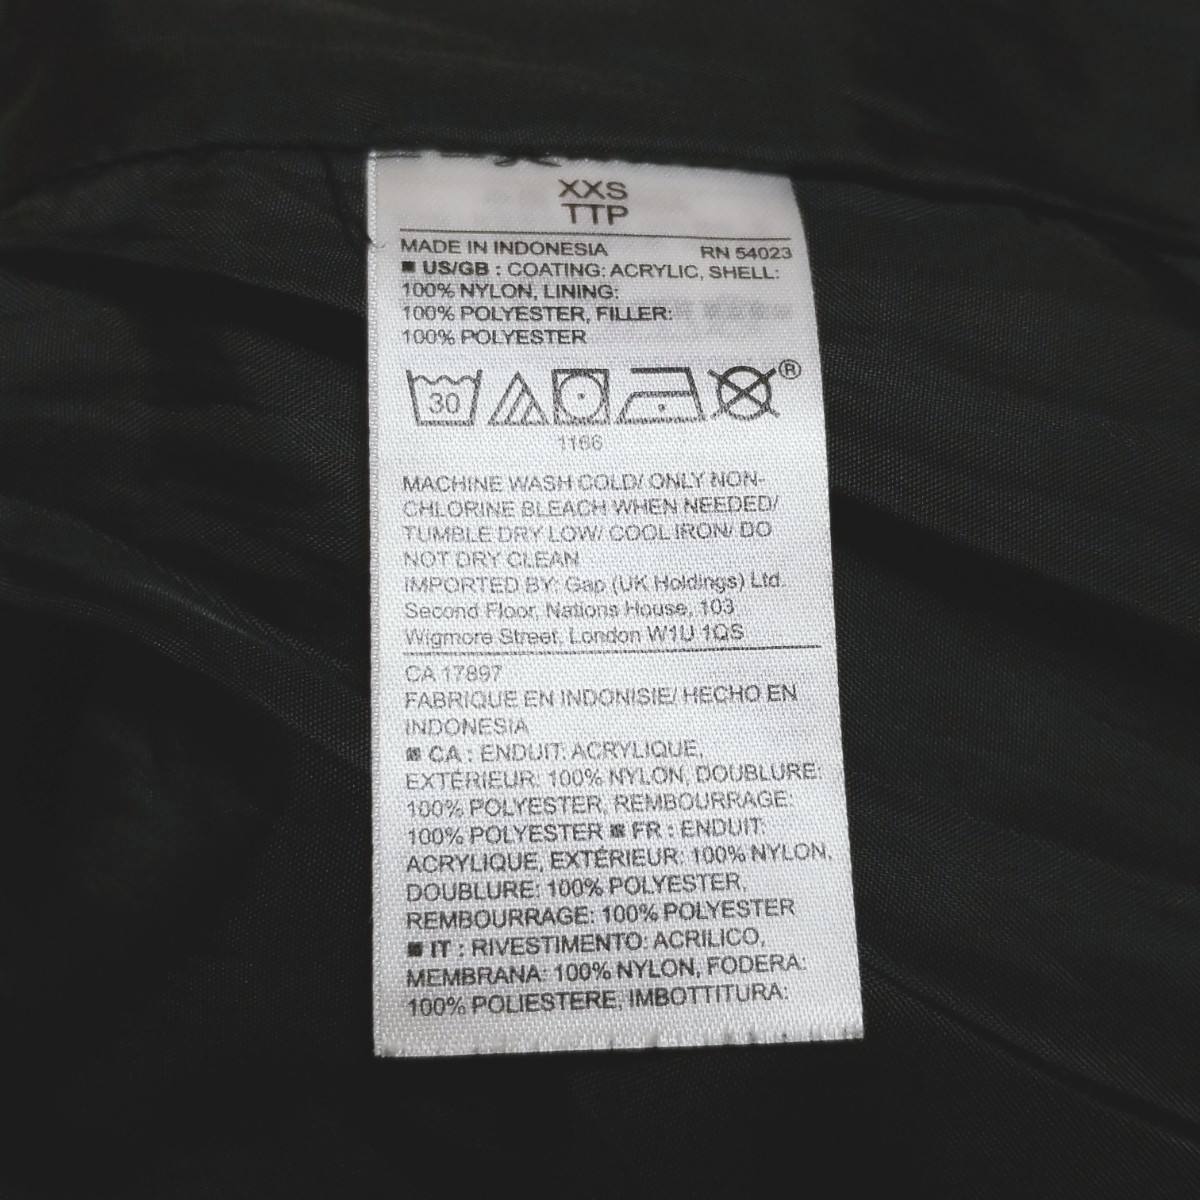 XXS
TTP
MADE IN INDONESIA RN 54023
■ US/GB : COATING: ACRYLIC, SHELL:
100% NYLON, LINING:
100% POLYESTER, FILLER:
100% POLYESTER
30 ®
1166
MACHINE WASH COLD/ ONLY NON-
CHLORINE BLEACH WHEN NEEDED/
TUMBLE DRY LOW/ COOL IRON/ DO
NOT DRY CLEAN
IMPORTED BY: Gap (UK Holdings) Ltd.
Second Floor, Nations House, 103
Wigmore Street, London W1U 1QS
CA 17897
FABRIQUE EN INDONISIE/ HECHO EN
INDONESIA
■ CA : ENDUIT: ACRYLIQUE,
EXTÉRIEUR: 100% NYLON, DOUBLURE:
100% POLYESTER, REMBOURRAGE:
100% POLYESTER ■ FR : ENDUIT:
ACRYLIQUE, EXTÉRIEUR: 100% NYLON,
DOUBLURE: 100% POLYESTER,
REMBOURRAGE: 100% POLYESTER
■ IT : RIVESTIMENTO: ACRILICO,
MEMBRANA: 100% NYLON, FODERA:
100% POLIESTERE, IMBOTTITURA: